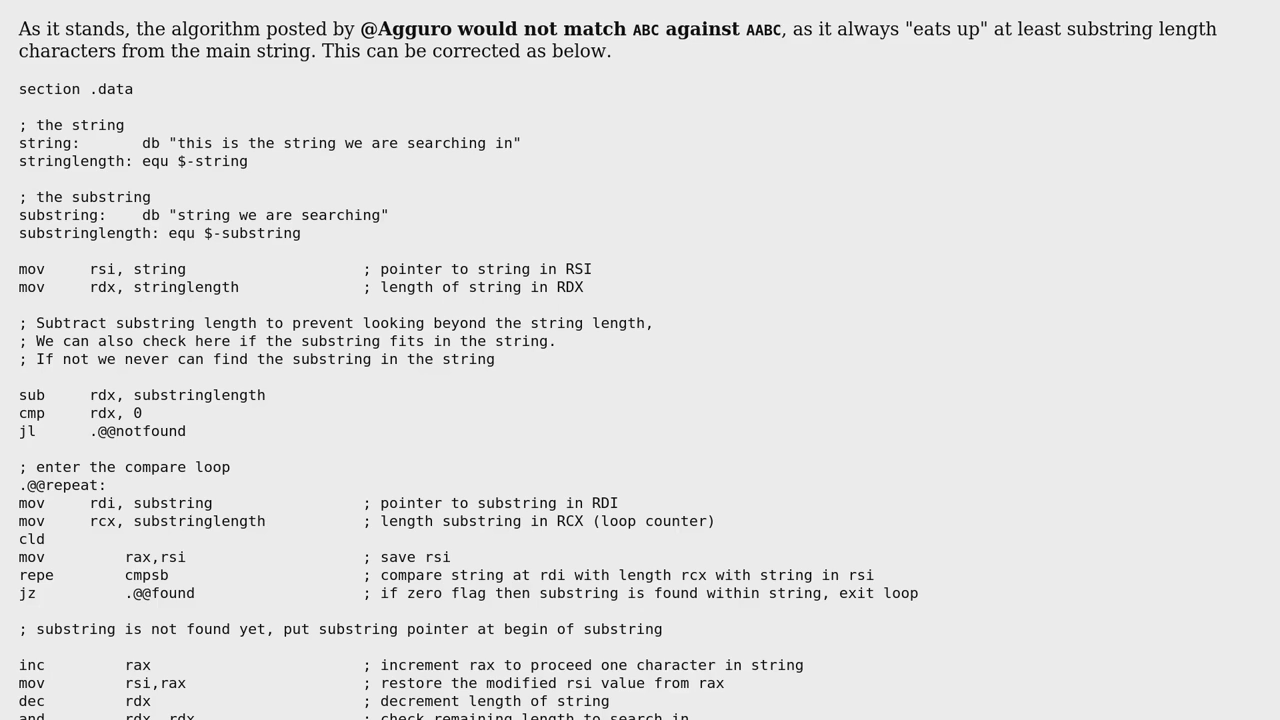 As it stands, the algorithm posted by @Agguro would not match ABC against AABC, as it always "eats up" at least substring length
characters from the main string. This can be corrected as below.
section .data
; the string
string:       db "this is the string we are searching in"
stringlength: equ $-string
; the substring
substring:    db "string we are searching"
substringlength: equ $-substring
mov     rsi, string                    ; pointer to string in RSI
mov     rdx, stringlength              ; length of string in RDX
; Subtract substring length to prevent looking beyond the string length,
; We can also check here if the substring fits in the string.
; If not we never can find the substring in the string
sub     rdx, substringlength
cmp     rdx, 0
jl      .@@notfound
; enter the compare loop
.@@repeat:
mov     rdi, substring                 ; pointer to substring in RDI
mov     rcx, substringlength           ; length substring in RCX (loop counter)
cld
mov         rax,rsi                    ; save rsi
repe        cmpsb                      ; compare string at rdi with length rcx with string in rsi
jz          .@@found                   ; if zero flag then substring is found within string, exit loop
; substring is not found yet, put substring pointer at begin of substring
inc         rax                        ; increment rax to proceed one character in string
mov         rsi,rax                    ; restore the modified rsi value from rax
dec         rdx                        ; decrement length of string
and         rdx, rdx                   ; check remaining length to search in